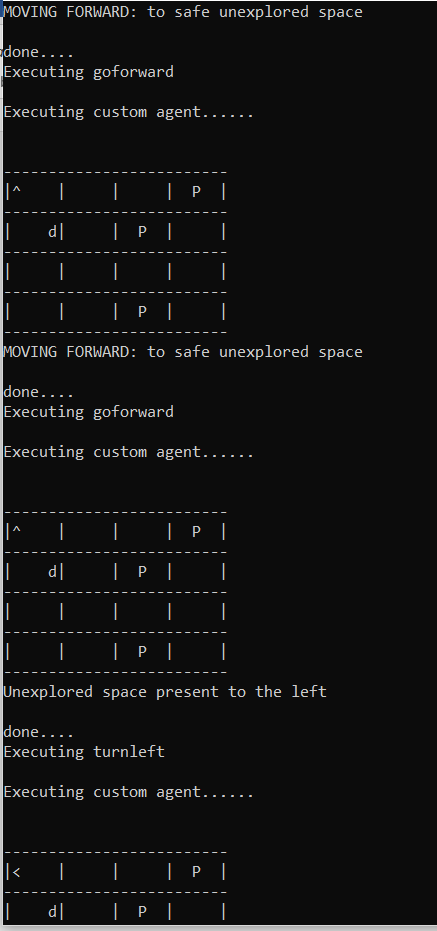 MOVING FORWARD: to safe unexplored space
done....
Executing goforward
Executing custom agent......
-------------------------
|^    |     |     |  P  |
-------------------------
|    d|     |  P  |     |
-------------------------
|     |     |     |     |
-------------------------
|     |     |  P  |     |
-------------------------
MOVING FORWARD: to safe unexplored space
done....
Executing goforward
Executing custom agent......
-------------------------
|^    |     |     |  P  |
-------------------------
|    d|     |  P  |     |
-------------------------
|     |     |     |     |
-------------------------
|     |     |  P  |     |
-------------------------
Unexplored space present to the left
done....
Executing turnleft
Executing custom agent......
-------------------------
|<    |     |     |  P  |
-------------------------
|    d|     |  P  |     |